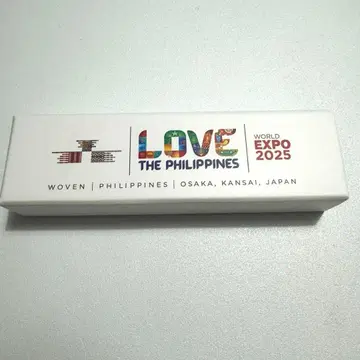 LOVE
THE PHILIPPINES
WORLD
EXPO
2025
WOVEN | PHILIPPINES | OSAKA, KANSAI, JAPAN